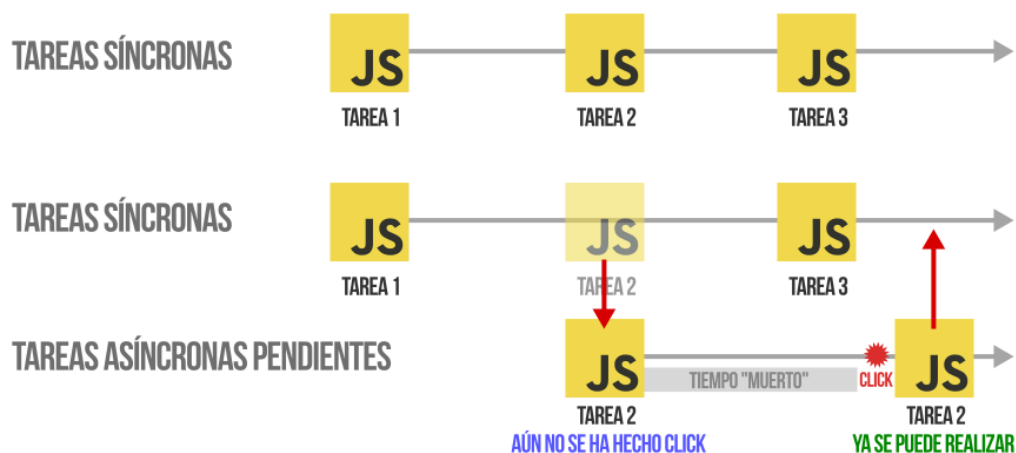 TAREAS SÍNCRONAS
JS
JS
JS
TAREA 1
TAREA 2
TAREA 3
TAREAS SÍNCRONAS
JS
JS
JS
TAREA 1
TAREA 2
TAREA 3
TAREAS ASÍNCRONAS PENDIENTES
JS
TIEMPO "MUERTO"
CLICK
JS
TAREA 2
TAREA 2
AÚN NO SE HA HECHO CLICK
YA SE PUEDE REALIZAR